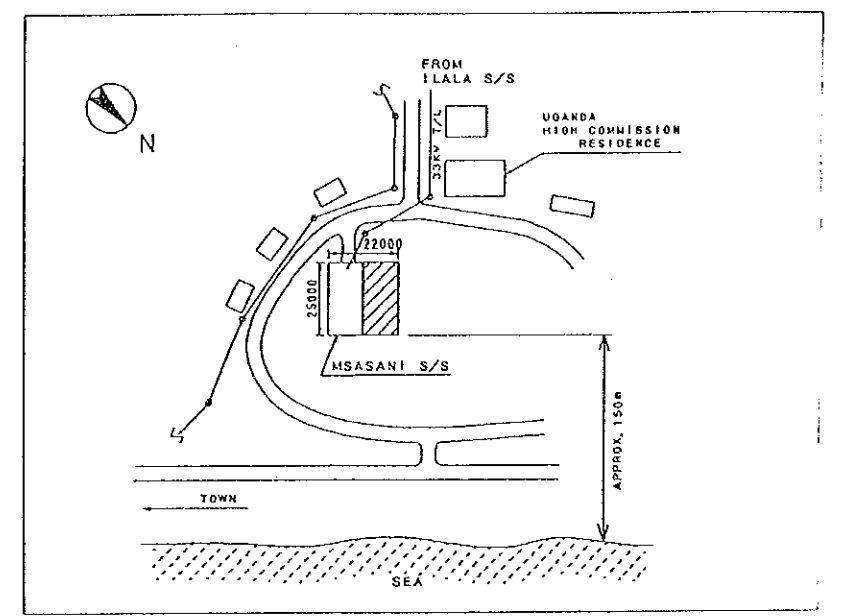 FROM
ILALA S/S
33KV T/L
UGANDA
HIGH COMMISSION
RESIDENCE
N
22000
25000
MSASANI S/S
APPROX. 150m
TOWN
SEA